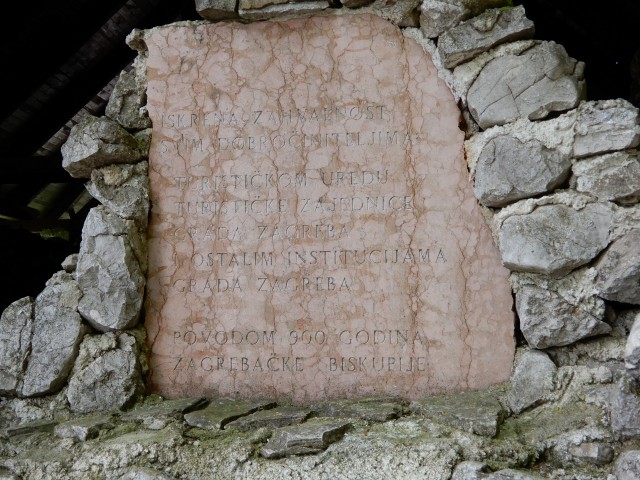 ISKRENA ZAHVALNOST
SVIM DOBROČINITELJIMA:
TURISTIČKOM UREDU
TURISTIČKE ZAJEDNICE
GRADA ZAGREBA
I OSTALIM INSTITUCIJAMA
GRADA ZAGREBA
POVODOM 900 GODINA
ZAGREBAČKE BISKUPIJE